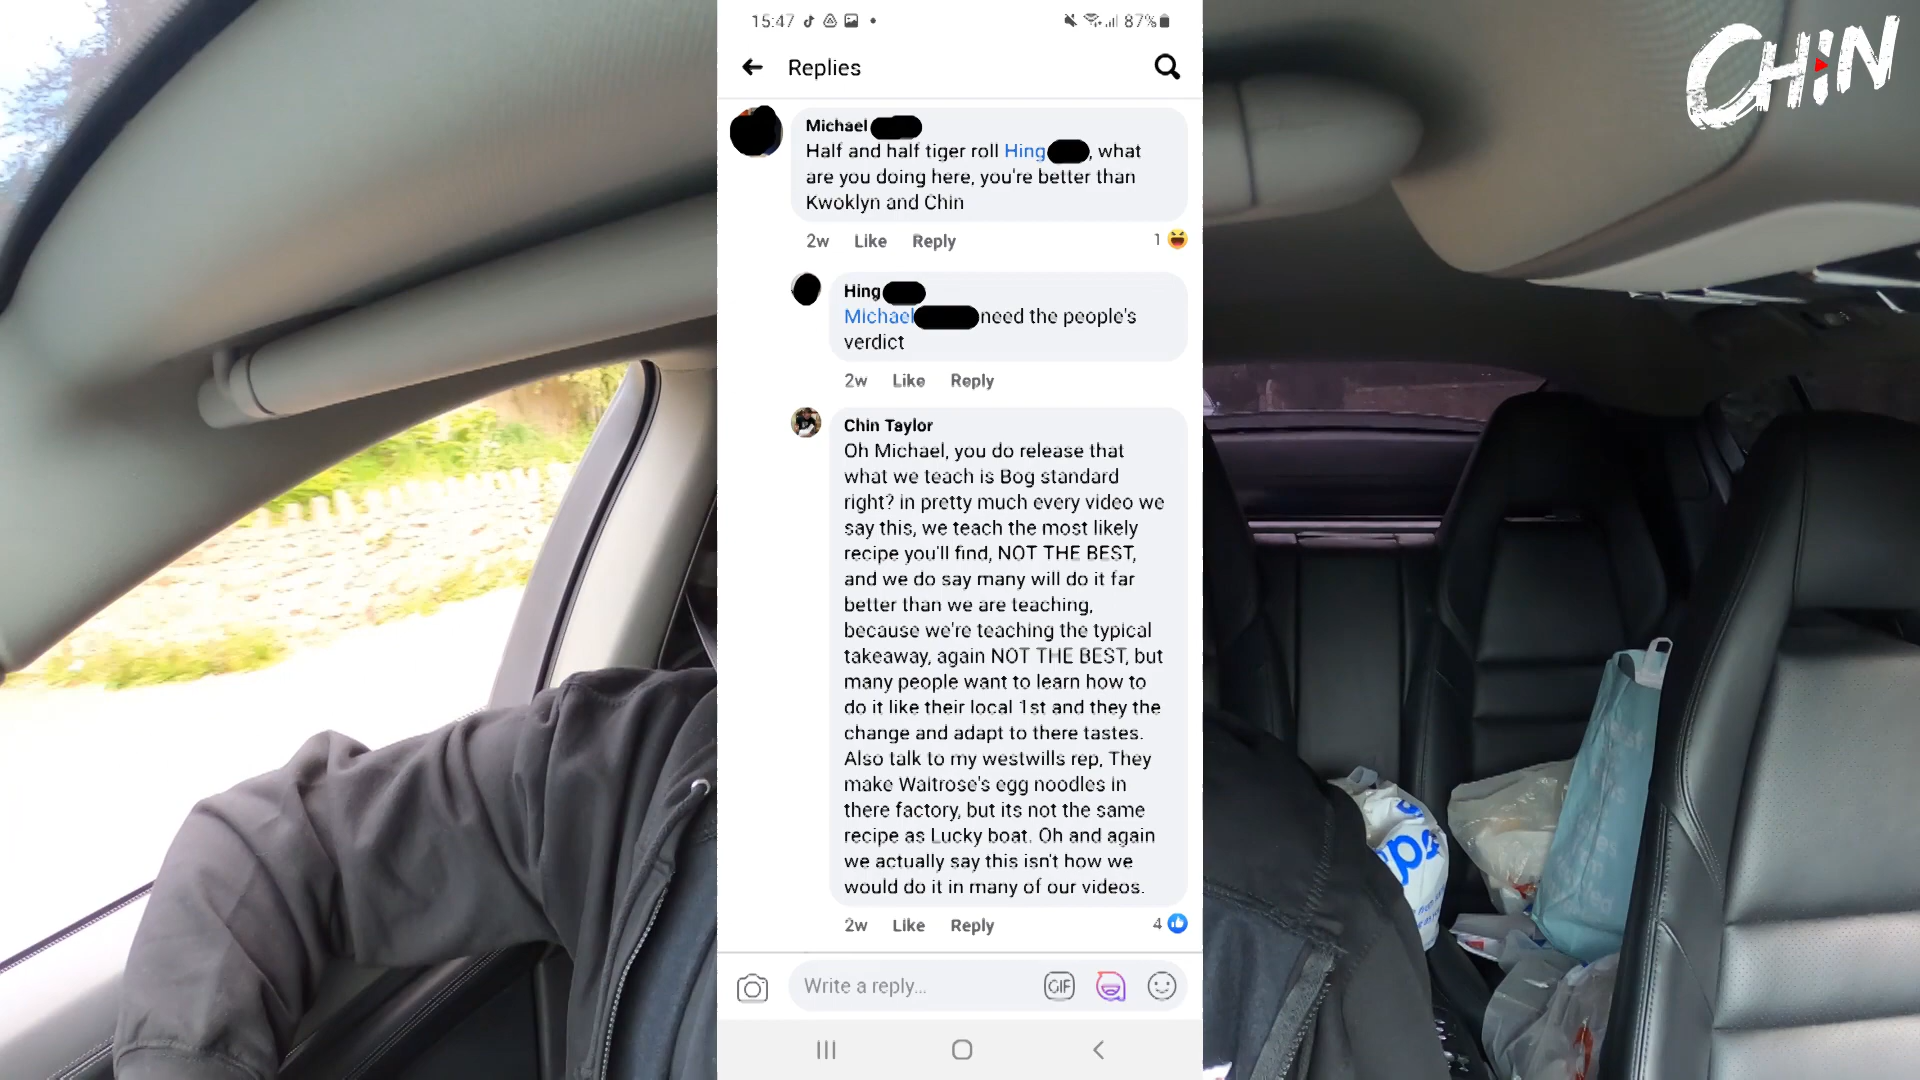 CHiN
15:47
87%
Replies
Michael
Half and half tiger roll Hing , what
are you doing here, you're better than
Kwoklyn and Chin
2w Like Reply 1
Hing
Michael need the people's
verdict
2w Like Reply
Chin Taylor
Oh Michael, you do release that
what we teach is Bog standard
right? in pretty much every video we
say this, we teach the most likely
recipe you'll find, NOT THE BEST,
and we do say many will do it far
better than we are teaching,
because we're teaching the typical
takeaway, again NOT THE BEST, but
many people want to learn how to
do it like their local 1st and they the
change and adapt to there tastes.
Also talk to my westwills rep, They
make Waitrose's egg noodles in
there factory, but its not the same
recipe as Lucky boat. Oh and again
we actually say this isn't how we
would do it in many of our videos.
2w Like Reply 4
Write a reply...
GIF